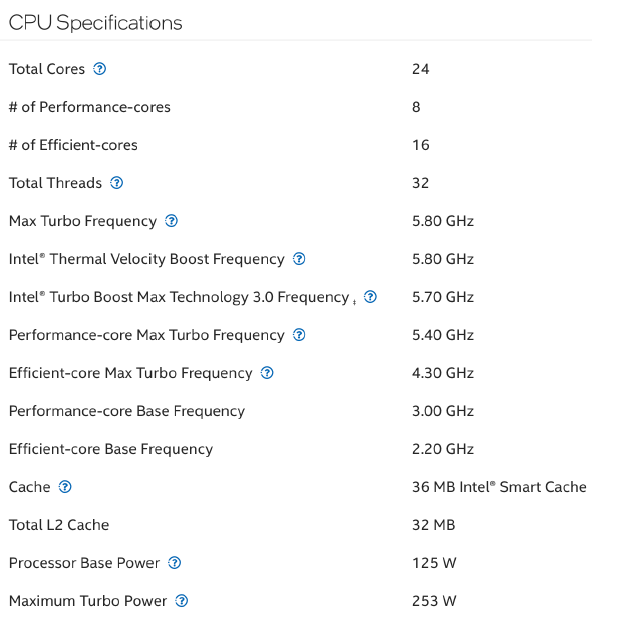 CPU Specifications
Total Cores ? 24
# of Performance-cores 8
# of Efficient-cores 16
Total Threads ? 32
Max Turbo Frequency ? 5.80 GHz
Intel® Thermal Velocity Boost Frequency ? 5.80 GHz
Intel® Turbo Boost Max Technology 3.0 Frequency ‡ ? 5.70 GHz
Performance-core Max Turbo Frequency ? 5.40 GHz
Efficient-core Max Turbo Frequency ? 4.30 GHz
Performance-core Base Frequency 3.00 GHz
Efficient-core Base Frequency 2.20 GHz
Cache ? 36 MB Intel® Smart Cache
Total L2 Cache 32 MB
Processor Base Power ? 125 W
Maximum Turbo Power ? 253 W